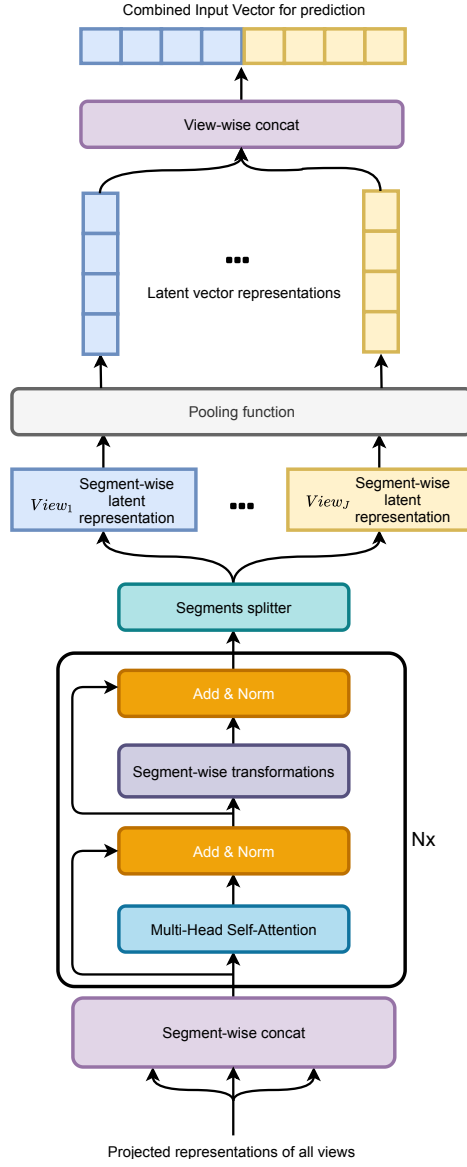 Combined Input Vector for prediction
View-wise concat
Latent vector representations
Pooling function
View₁ Segment-wise
latent
representation
View_J Segment-wise
latent
representation
Segments splitter
Add & Norm
Segment-wise transformations
Add & Norm
Nx
Multi-Head Self-Attention
Segment-wise concat
Projected representations of all views